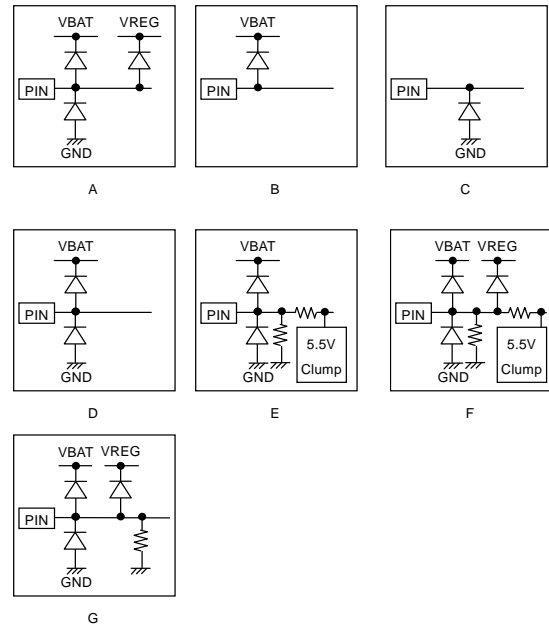 VBAT VREG
PIN
GND
A
VBAT
PIN
B
PIN
GND
C
VBAT
PIN
GND
D
VBAT
PIN
GND
5.5V
Clump
E
VBAT VREG
PIN
GND
5.5V
Clump
F
VBAT VREG
PIN
GND
G